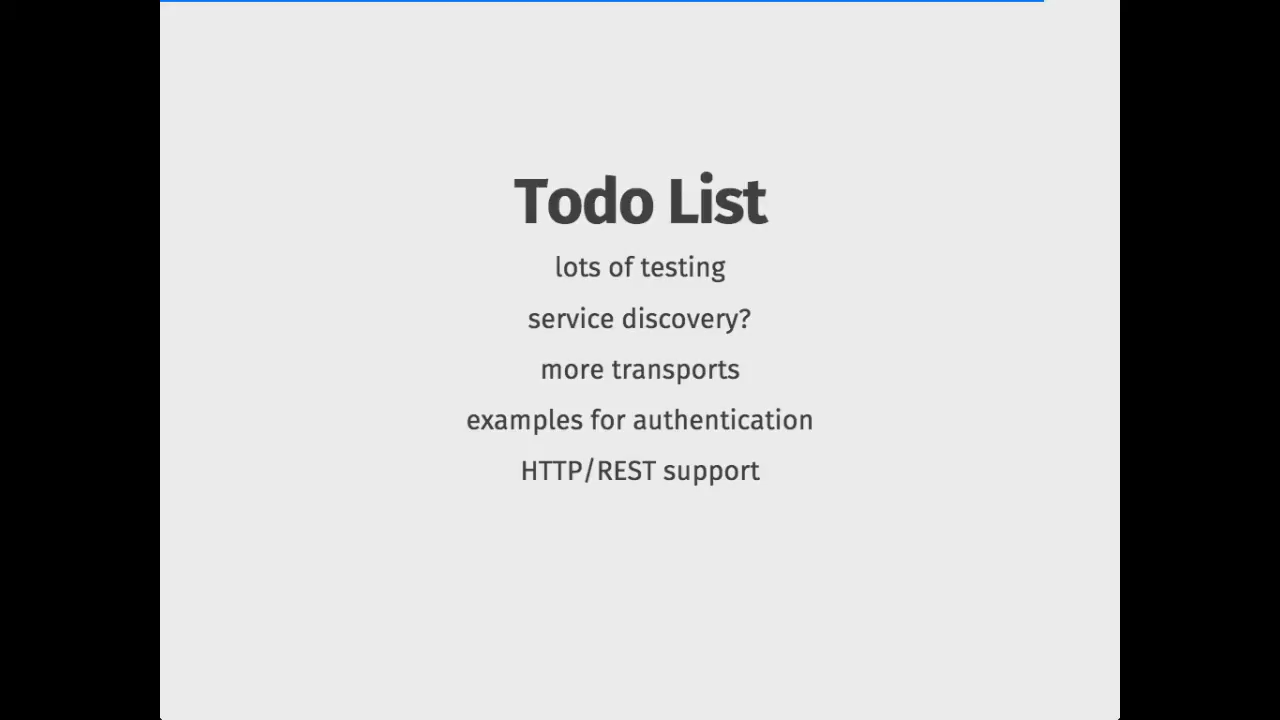 Todo List
lots of testing
service discovery?
more transports
examples for authentication
HTTP/REST support